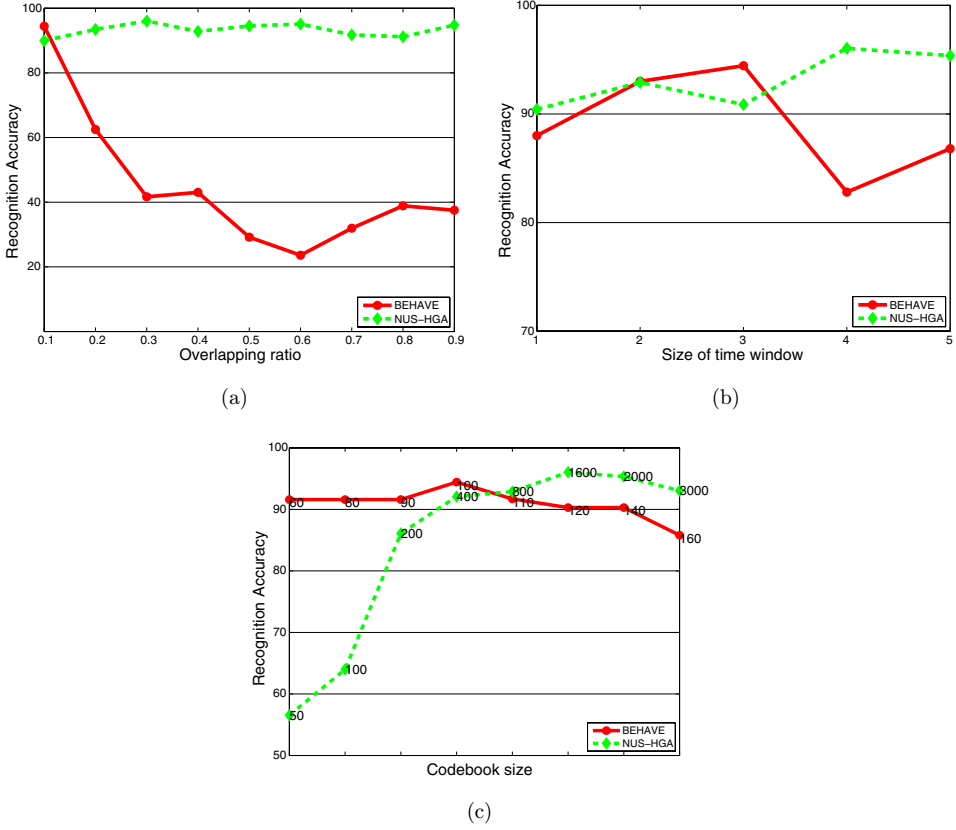 100
80
60
40
20
0.1 0.2 0.3 0.4 0.5 0.6 0.7 0.8 0.9
Recognition Accuracy
Overlapping ratio
BEHAVE
NUS-HGA
(a)
100
90
80
70
1 2 3 4 5
Recognition Accuracy
Size of time window
BEHAVE
NUS-HGA
(b)
100
90
80
70
60
50
Recognition Accuracy
Codebook size
60 80 90 100 110 120 140 160
50 100 200 400 800 1600 2000 3000
BEHAVE
NUS-HGA
(c)